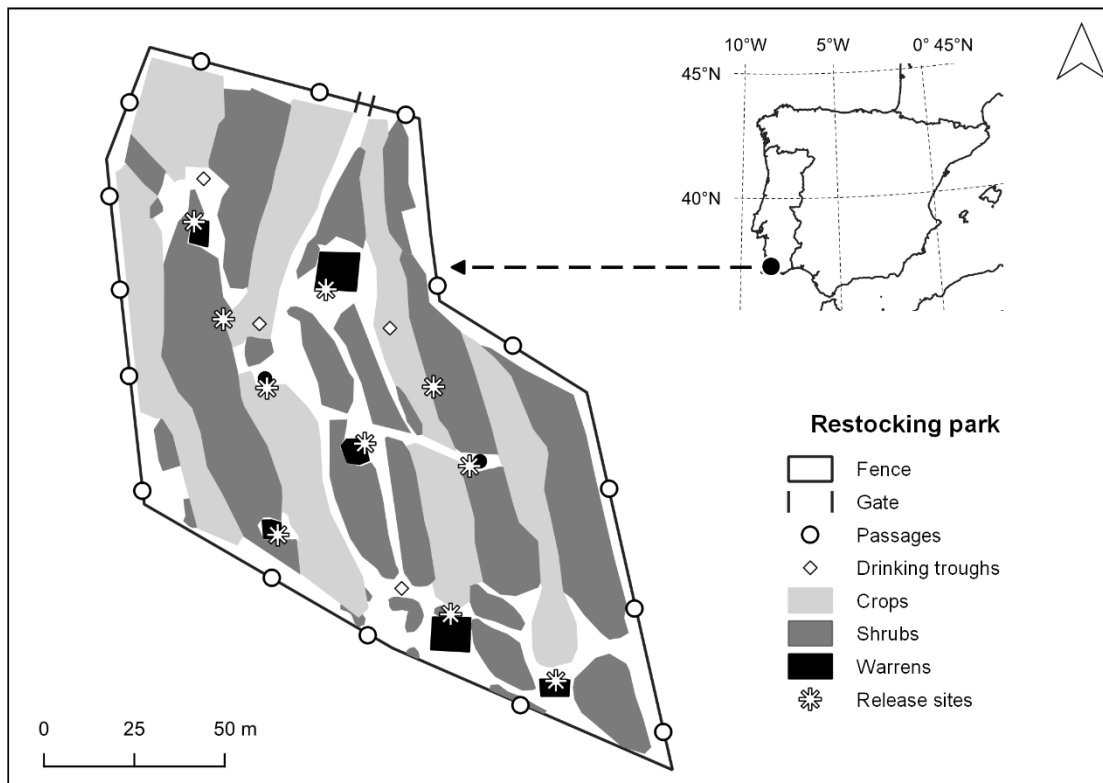 10°W 5°W 0° 45°W
45°N
40°N
Restocking park
Fence
Gate
Passages
Drinking troughs
Crops
Shrubs
Warrens
Release sites
0 25 50 m